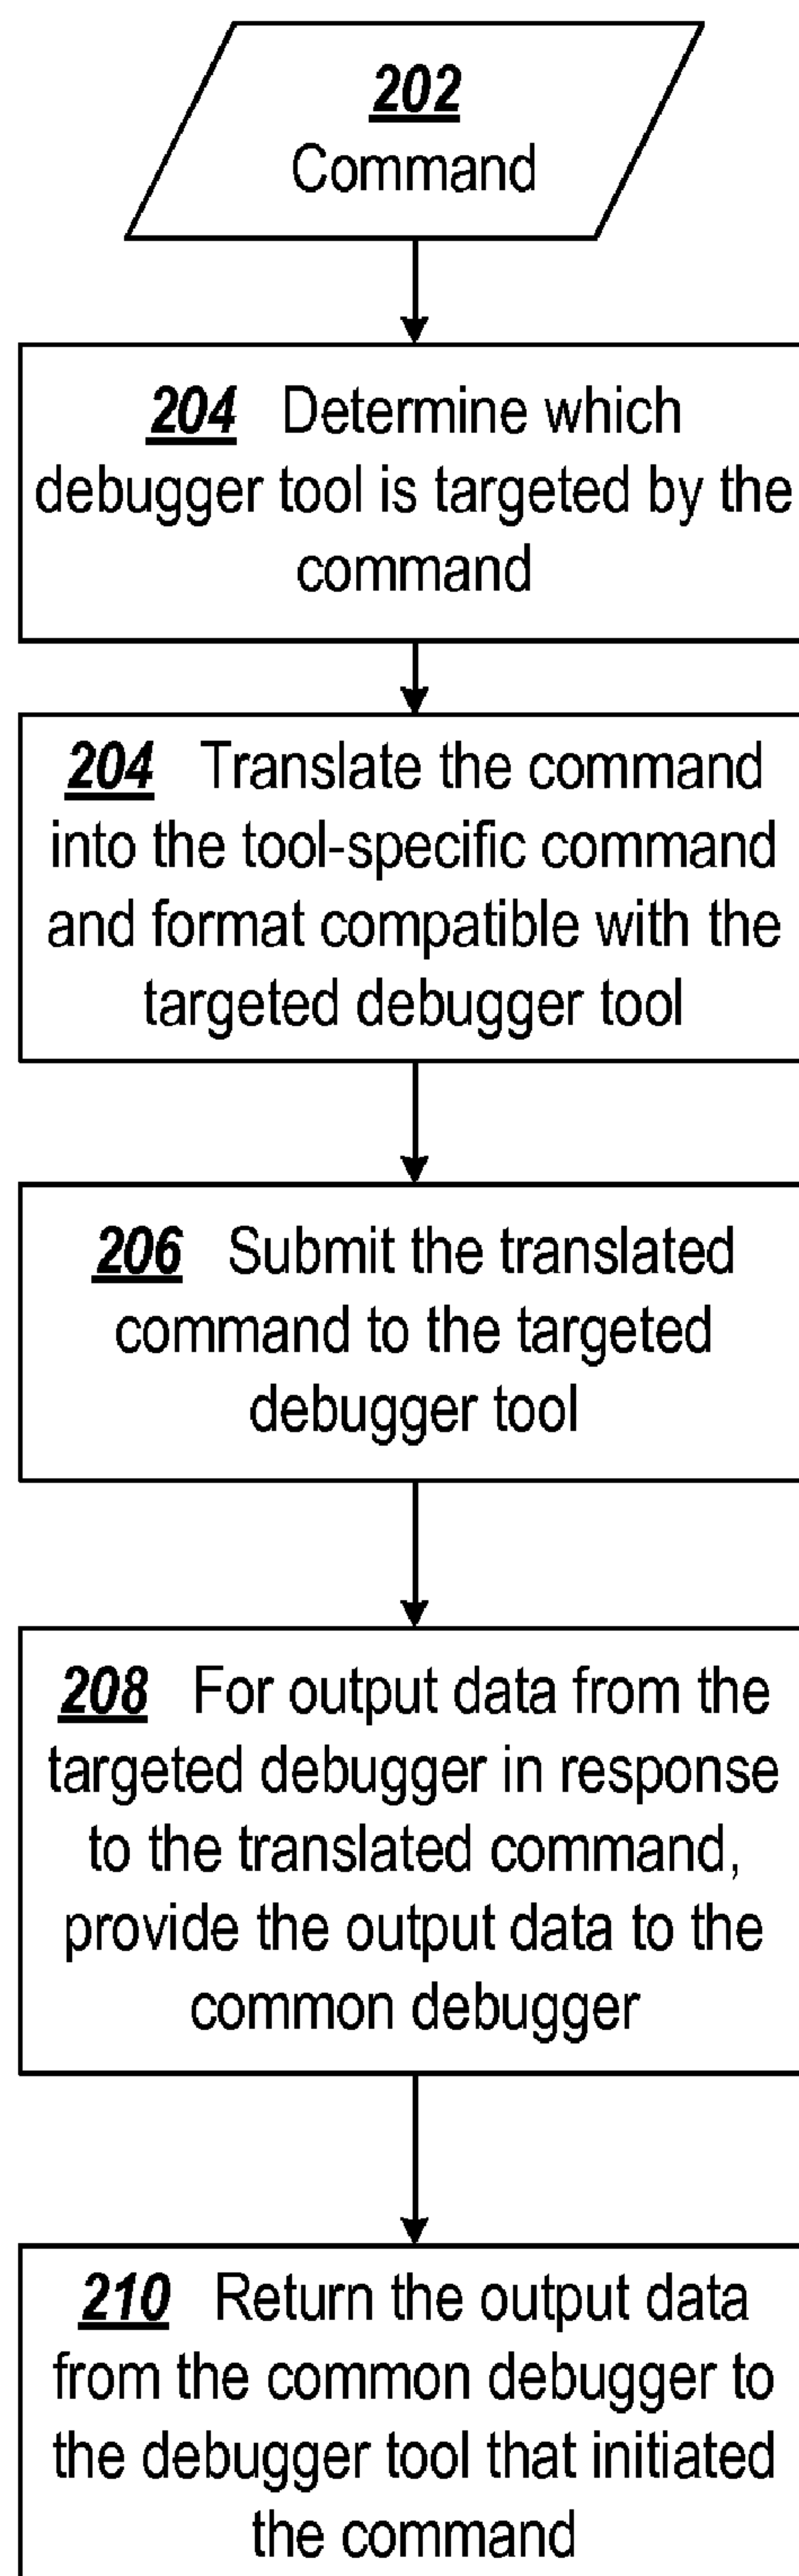 202
Command
204 Determine which
debugger tool is targeted by the
command
204 Translate the command
into the tool-specific command
and format compatible with the
targeted debugger tool
206 Submit the translated
command to the targeted
debugger tool
208 For output data from the
targeted debugger in response
to the translated command,
provide the output data to the
common debugger
210 Return the output data
from the common debugger to
the debugger tool that initiated
the command